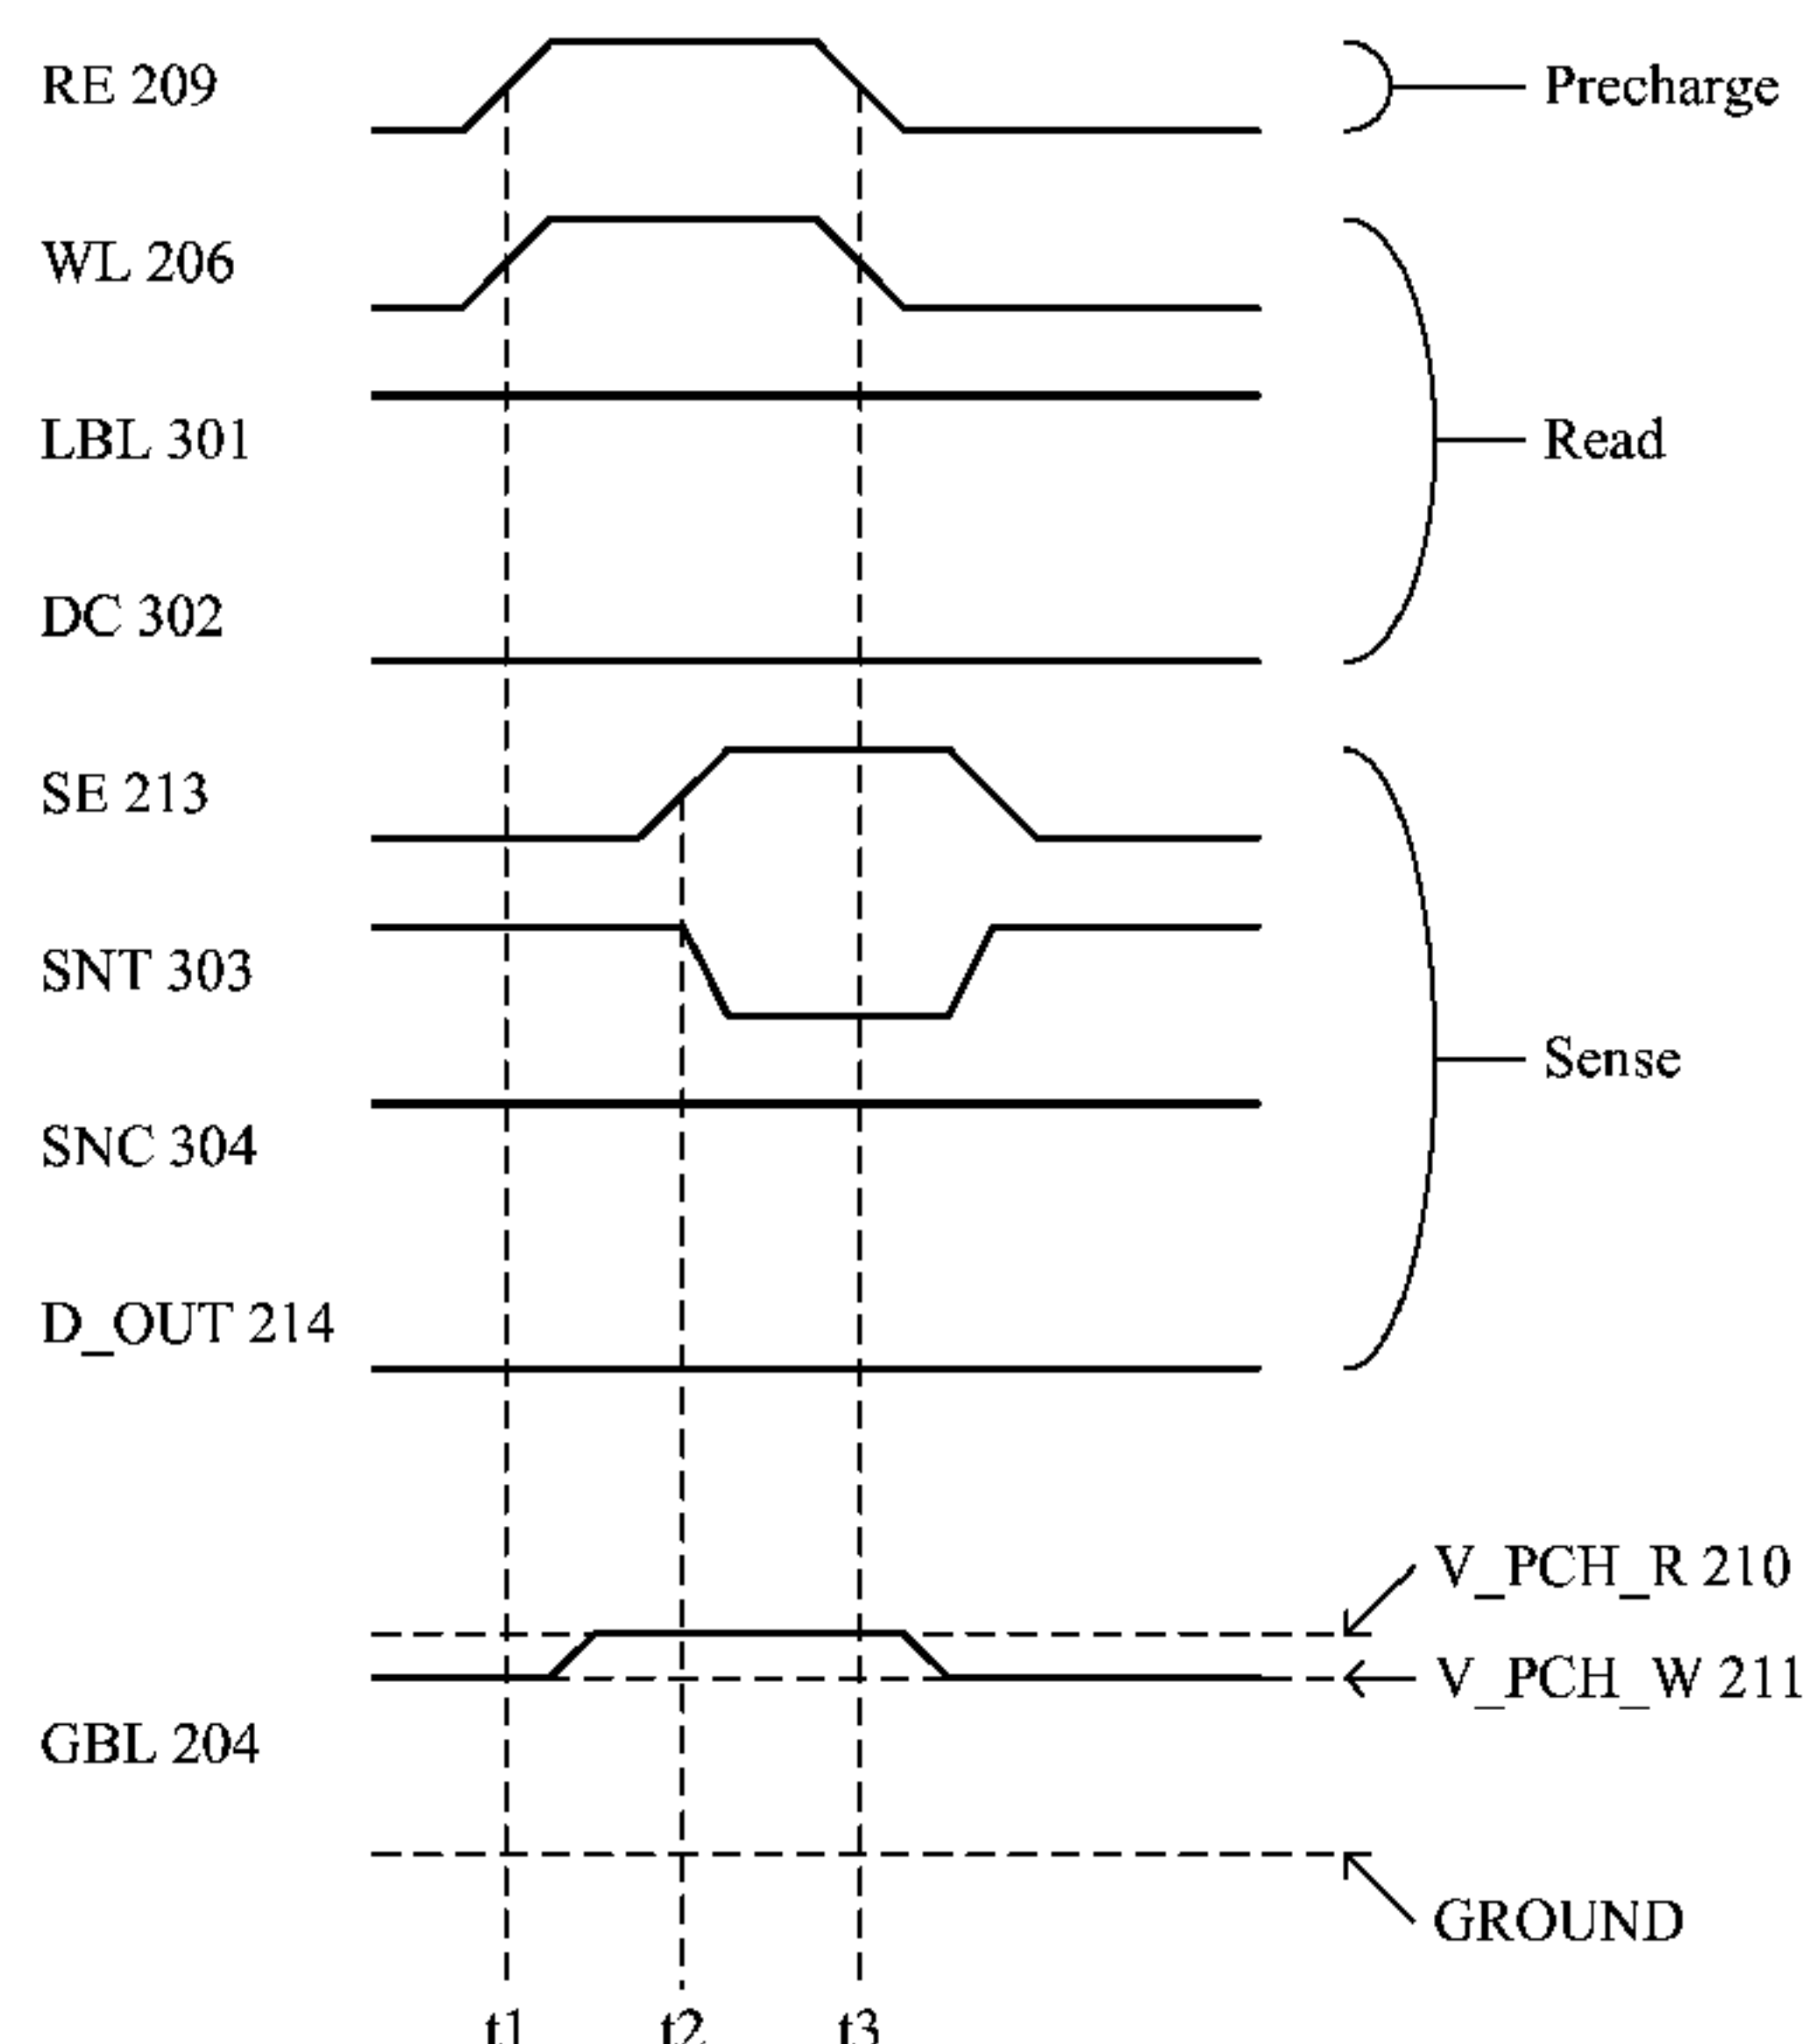 RE 209
Precharge
WL 206
LBL 301
Read
DC 302
SE 213
SNT 303
Sense
SNC 304
D_OUT 214
V_PCH_R 210
V_PCH_W 211
GBL 204
GROUND
t1 t2 t3